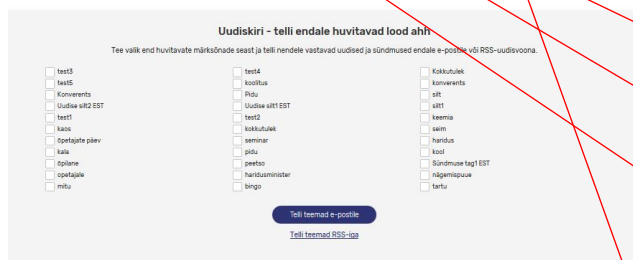 Uudiskiri - telli endale huvitavad lood ahh
Tee valik end huvitavate märksõnade seast ja telli nendele vastavad uudised ja sündmused endale e-postile või RSS-uudisvoona.
test3 test4 Kokkutulek
test5 koolitus konverents
Konverents Pidu silt
Uudise silt2 EST Uudise silt1 EST silt1
test1 test2 keemia
kaos kokkutulek seim
õpetajate päev seminar haridus
kala pidu kool
õpilane peetso Sündmuse tag1 EST
opetajale haridusminister nägemispuue
mitu bingo tartu
Telli teemad e-postile
Telli teemad RSS-iga